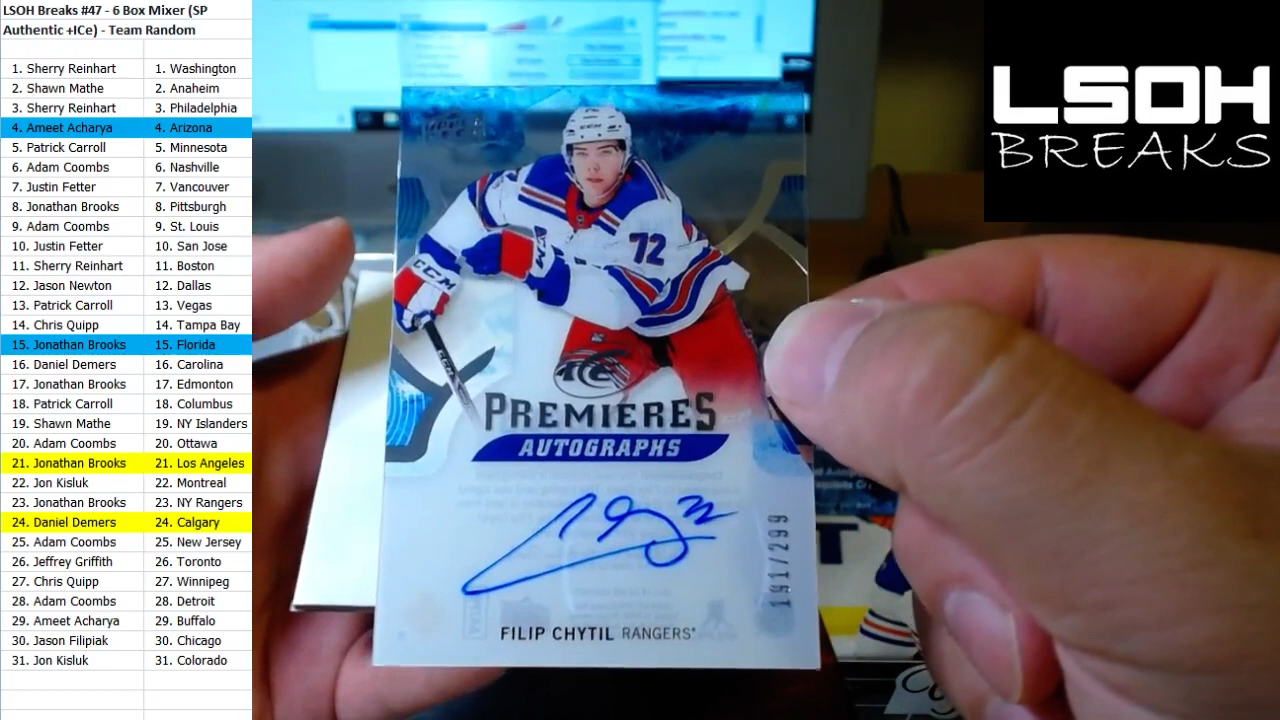 LSOH Breaks #47 - 6 Box Mixer (SP
Authentic +ICe) - Team Random
1. Sherry Reinhart 1. Washington
2. Shawn Mathe 2. Anaheim
3. Sherry Reinhart 3. Philadelphia
4. Ameet Acharya 4. Arizona
5. Patrick Carroll 5. Minnesota
6. Adam Coombs 6. Nashville
7. Justin Fetter 7. Vancouver
8. Jonathan Brooks 8. Pittsburgh
9. Adam Coombs 9. St. Louis
10. Justin Fetter 10. San Jose
11. Sherry Reinhart 11. Boston
12. Jason Newton 12. Dallas
13. Patrick Carroll 13. Vegas
14. Chris Quipp 14. Tampa Bay
15. Jonathan Brooks 15. Florida
16. Daniel Demers 16. Carolina
17. Jonathan Brooks 17. Edmonton
18. Patrick Carroll 18. Columbus
19. Shawn Mathe 19. NY Islanders
20. Adam Coombs 20. Ottawa
21. Jonathan Brooks 21. Los Angeles
22. Jon Kisluk 22. Montreal
23. Jonathan Brooks 23. NY Rangers
24. Daniel Demers 24. Calgary
25. Adam Coombs 25. New Jersey
26. Jeffrey Griffith 26. Toronto
27. Chris Quipp 27. Winnipeg
28. Adam Coombs 28. Detroit
29. Ameet Acharya 29. Buffalo
30. Jason Filipiak 30. Chicago
31. Jon Kisluk 31. Colorado
LSOH
BREAKS
72
CCM
ICE
PREMIERES
AUTOGRAPHS
191/299
FILIP CHYTIL RANGERS